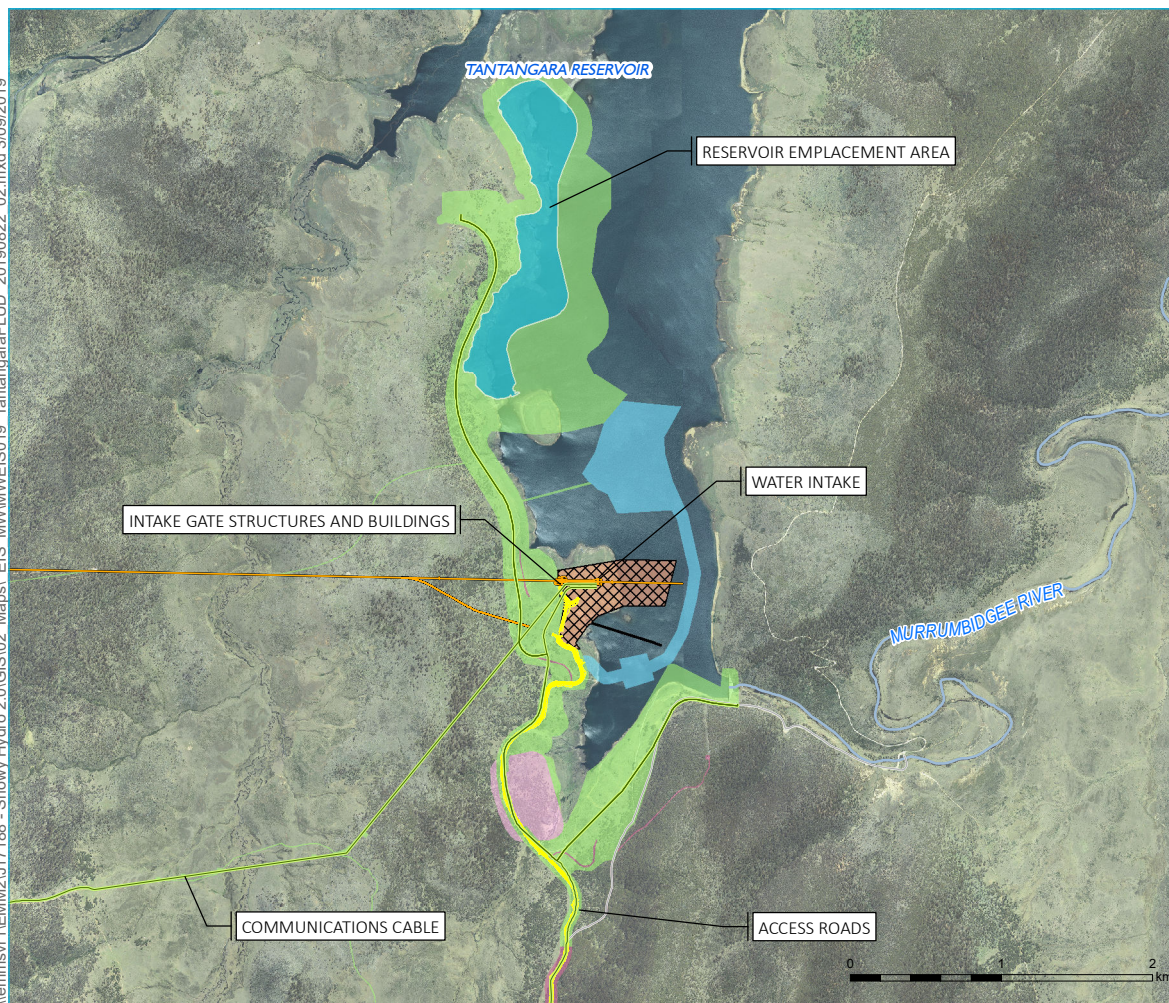 TANTANGARA RESERVOIR
RESERVOIR EMPLACEMENT AREA
WATER INTAKE
INTAKE GATE STRUCTURES AND BUILDINGS
MURRUMBIDGEE RIVER
COMMUNICATIONS CABLE
ACCESS ROADS
0 1 2
km